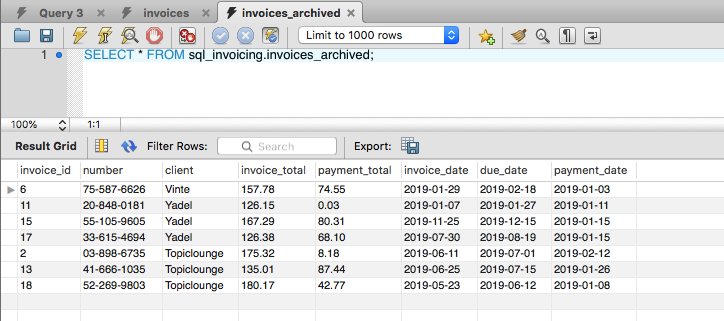 Query 3 invoices invoices_archived
Limit to 1000 rows
1 SELECT * FROM sql_invoicing.invoices_archived;
100% 1:1
Result Grid Filter Rows: Search Export:
invoice_id number client invoice_total payment_total invoice_date due_date payment_date
6 75-587-6626 Vinte 157.78 74.55 2019-01-29 2019-02-18 2019-01-03
11 20-848-0181 Yadel 126.15 0.03 2019-01-07 2019-01-27 2019-01-11
15 55-105-9605 Yadel 167.29 80.31 2019-11-25 2019-12-15 2019-01-15
17 33-615-4694 Yadel 126.38 68.10 2019-07-30 2019-08-19 2019-01-15
2 03-898-6735 Topiclounge 175.32 8.18 2019-06-11 2019-07-01 2019-02-12
13 41-666-1035 Topiclounge 135.01 87.44 2019-06-25 2019-07-15 2019-01-26
18 52-269-9803 Topiclounge 180.17 42.77 2019-05-23 2019-06-12 2019-01-08